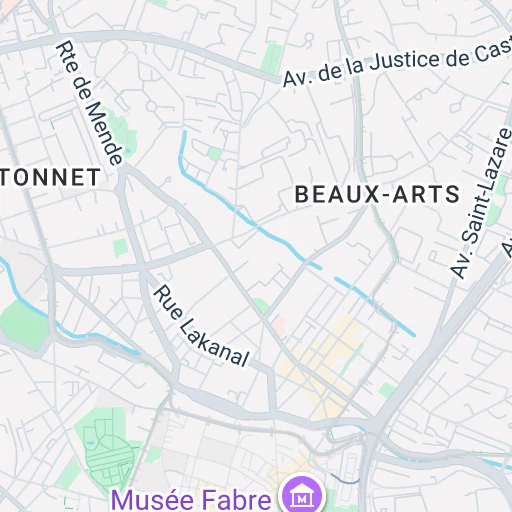 Av. de la Justice de Cast
Rte de Mende
TONNET
BEAUX-ARTS
Av. Saint-Lazare
A
Rue Lakanal
Musée Fabre